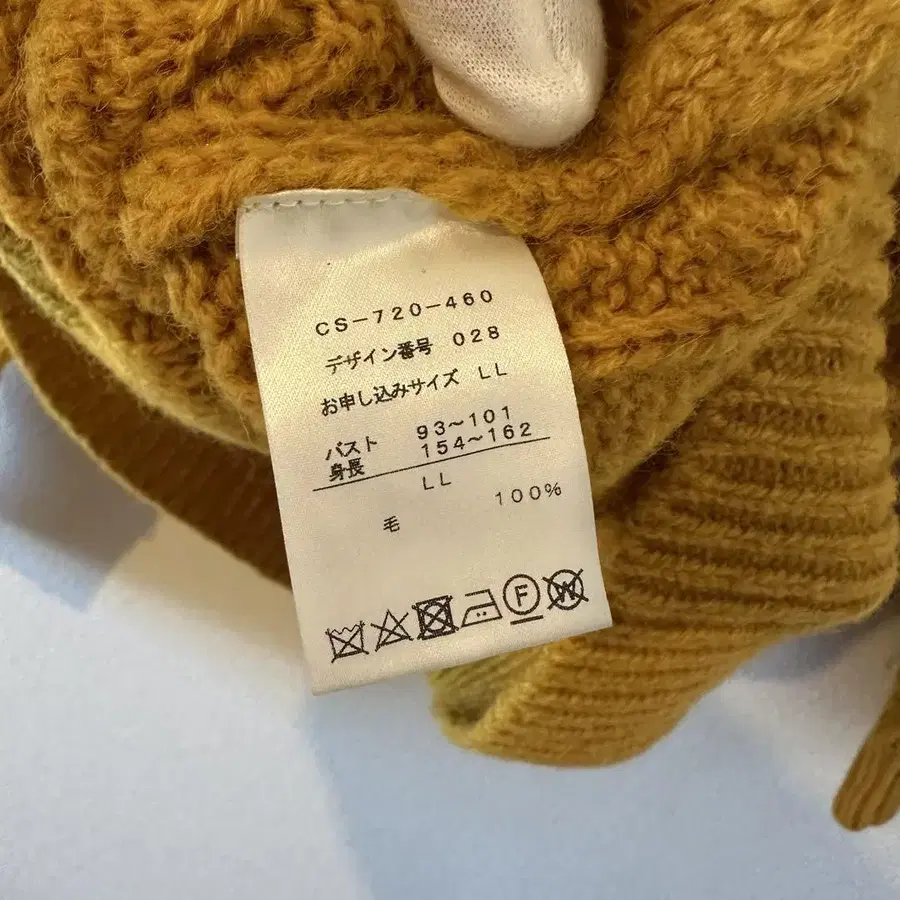 CS-720-460
デザイン番号 028
お申し込みサイズ LL
バスト 93~101
身長 154~162
LL
毛 100%
F W